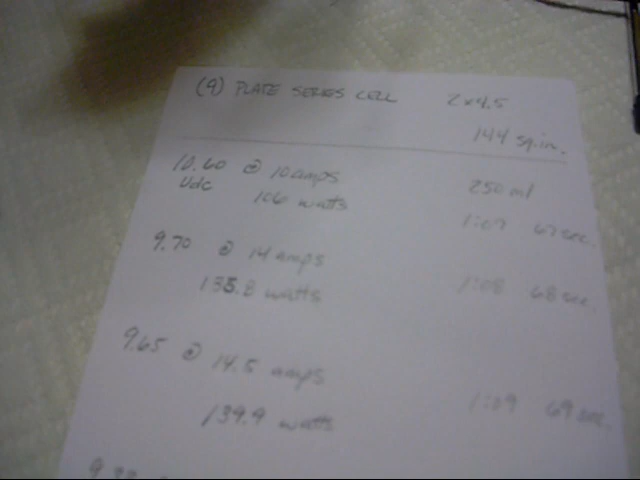 (9) PLATE SERIES CELL 2x4.5
144 sq.in.
10.60 @ 10 amps 250 ml
Vdc 106 watts
1:07 67 sec.
9.70 @ 14 amps
135.8 watts 1:08 68 sec.
9.65 @ 14.5 amps
139.9 watts 1:09 69 sec.